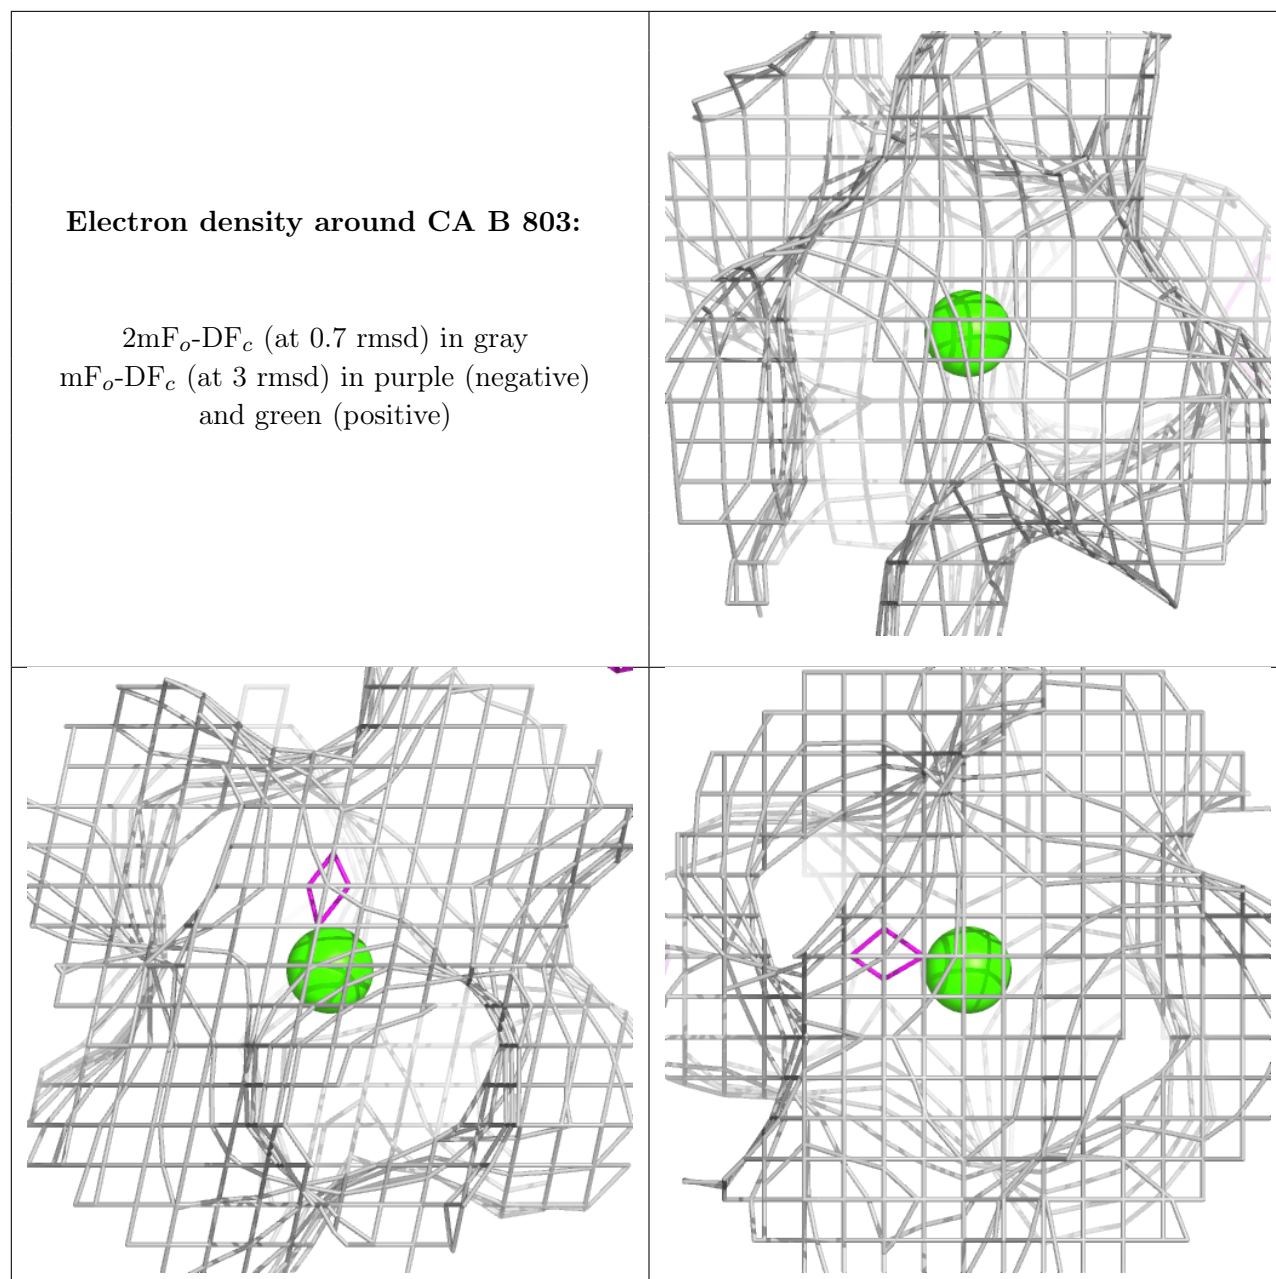 Electron density around CA B 803:
2mFo-DFc (at 0.7 rmsd) in gray
mFo-DFc (at 3 rmsd) in purple (negative)
and green (positive)